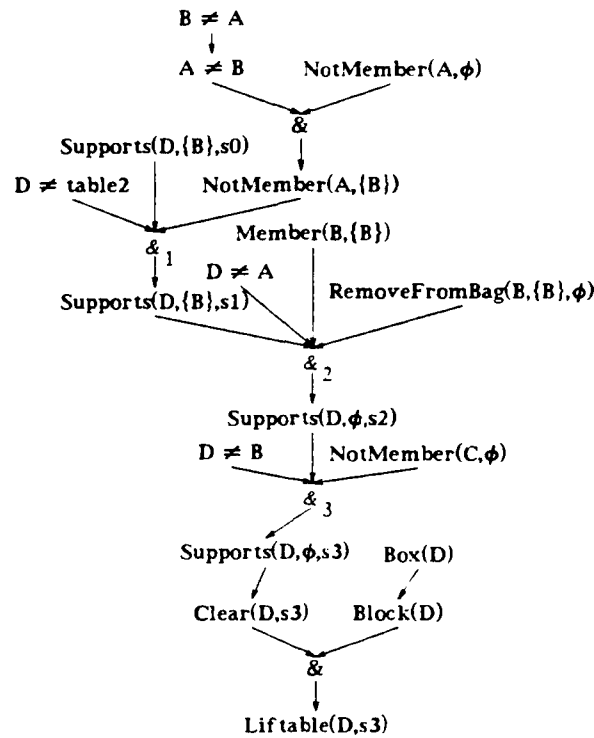 B ≠ A
A ≠ B NotMember(A,ϕ)
&
Supports(D,{B},s0)
D ≠ table2 NotMember(A,{B})
Member(B,{B})
&1
D ≠ A
Supports(D,{B},s1) RemoveFromBag(B,{B},ϕ)
&2
Supports(D,ϕ,s2)
D ≠ B NotMember(C,ϕ)
&3
Supports(D,ϕ,s3) Box(D)
Clear(D,s3) Block(D)
&
Liftable(D,s3)